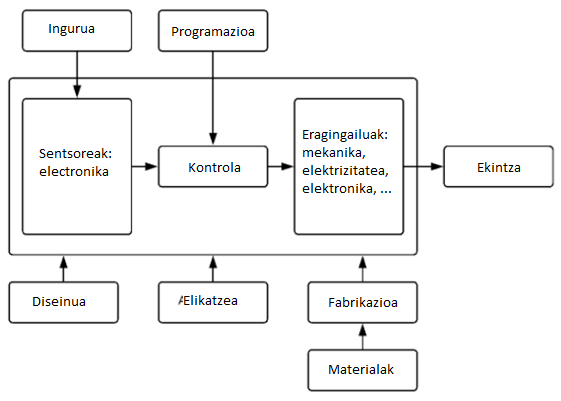 Ingurua
Programazioa
Sentsoreak:
electronika
Kontrola
Eragingailuak:
mekanika,
elektrizitatea,
elektronika, ...
Ekintza
Diseinua
Elikatzea
Fabrikazioa
Materialak